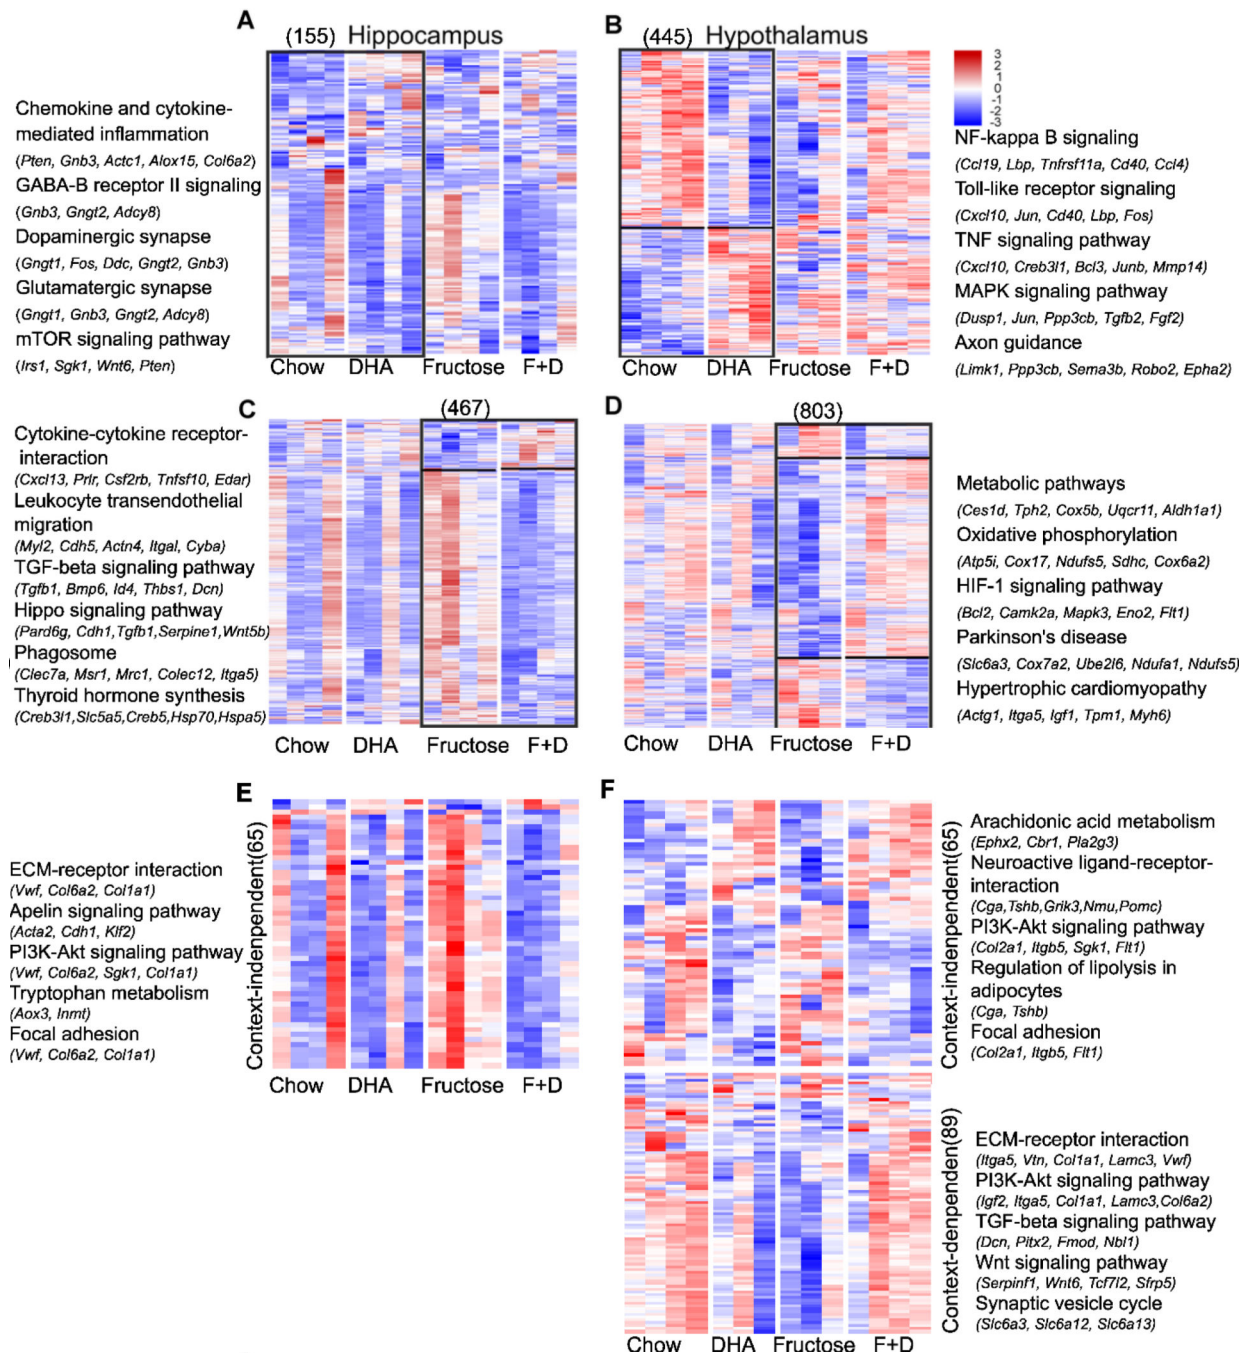 A
(155) Hippocampus
Chemokine and cytokine-
mediated inflammation
(Pten, Gnb3, Actc1, Alox15, Col6a2)
GABA-B receptor II signaling
(Gnb3, Gngt2, Adcy8)
Dopaminergic synapse
(Gngt1, Fos, Ddc, Gngt2, Gnb3)
Glutamatergic synapse
(Gngt1, Gnb3, Gngt2, Adcy8)
mTOR signaling pathway
(Irs1, Sgk1, Wnt6, Pten)
Chow DHA Fructose F+D
B
(445) Hypothalamus
3
2
1
0
-1
-2
-3
NF-kappa B signaling
(Ccl19, Lbp, Tnfrsf11a, Cd40, Ccl4)
Toll-like receptor signaling
(Cxcl10, Jun, Cd40, Lbp, Fos)
TNF signaling pathway
(Cxcl10, Creb3l1, Bcl3, Junb, Mmp14)
MAPK signaling pathway
(Dusp1, Jun, Ppp3cb, Tgfb2, Fgf2)
Axon guidance
(Limk1, Ppp3cb, Sema3b, Robo2, Epha2)
Chow DHA Fructose F+D
C
(467)
Cytokine-cytokine receptor-
interaction
(Cxcl13, Prlr, Csf2rb, Tnfsf10, Edar)
Leukocyte transendothelial
migration
(Myl2, Cdh5, Actn4, Itgal, Cyba)
TGF-beta signaling pathway
(Tgfb1, Bmp6, Id4, Thbs1, Dcn)
Hippo signaling pathway
(Pard6g, Cdh1,Tgfb1,Serpine1,Wnt5b)
Phagosome
(Clec7a, Msr1, Mrc1, Colec12, Itga5)
Thyroid hormone synthesis
(Creb3l1,Slc5a5,Creb5,Hsp70,Hspa5)
Chow DHA Fructose F+D
D
(803)
Metabolic pathways
(Ces1d, Tph2, Cox5b, Uqcr11, Aldh1a1)
Oxidative phosphorylation
(Atp5i, Cox17, Ndufs5, Sdhc, Cox6a2)
HIF-1 signaling pathway
(Bcl2, Camk2a, Mapk3, Eno2, Flt1)
Parkinson's disease
(Slc6a3, Cox7a2, Ube2l6, Ndufa1, Ndufs5)
Hypertrophic cardiomyopathy
(Actg1, Itga5, Igf1, Tpm1, Myh6)
Chow DHA Fructose F+D
E
Context-independent(65)
ECM-receptor interaction
(Vwf, Col6a2, Col1a1)
Apelin signaling pathway
(Acta2, Cdh1, Klf2)
PI3K-Akt signaling pathway
(Vwf, Col6a2, Sgk1, Col1a1)
Tryptophan metabolism
(Aox3, Inmt)
Focal adhesion
(Vwf, Col6a2, Col1a1)
Chow DHA Fructose F+D
F
Context-independent(65)
Arachidonic acid metabolism
(Ephx2, Cbr1, Pla2g3)
Neuroactive ligand-receptor-
interaction
(Cga,Tshb,Grik3,Nmu,Pomc)
PI3K-Akt signaling pathway
(Col2a1, Itgb5, Sgk1, Flt1)
Regulation of lipolysis in
adipocytes
(Cga, Tshb)
Focal adhesion
(Col2a1, Itgb5, Flt1)
Context-denpendent(89)
ECM-receptor interaction
(Itga5, Vtn, Col1a1, Lamc3, Vwf)
PI3K-Akt signaling pathway
(Igf2, Itga5, Col1a1, Lamc3,Col6a2)
TGF-beta signaling pathway
(Dcn, Pitx2, Fmod, Nbl1)
Wnt signaling pathway
(Serpinf1, Wnt6, Tcf7l2, Sfrp5)
Synaptic vesicle cycle
(Slc6a3, Slc6a12, Slc6a13)
Chow DHA Fructose F+D